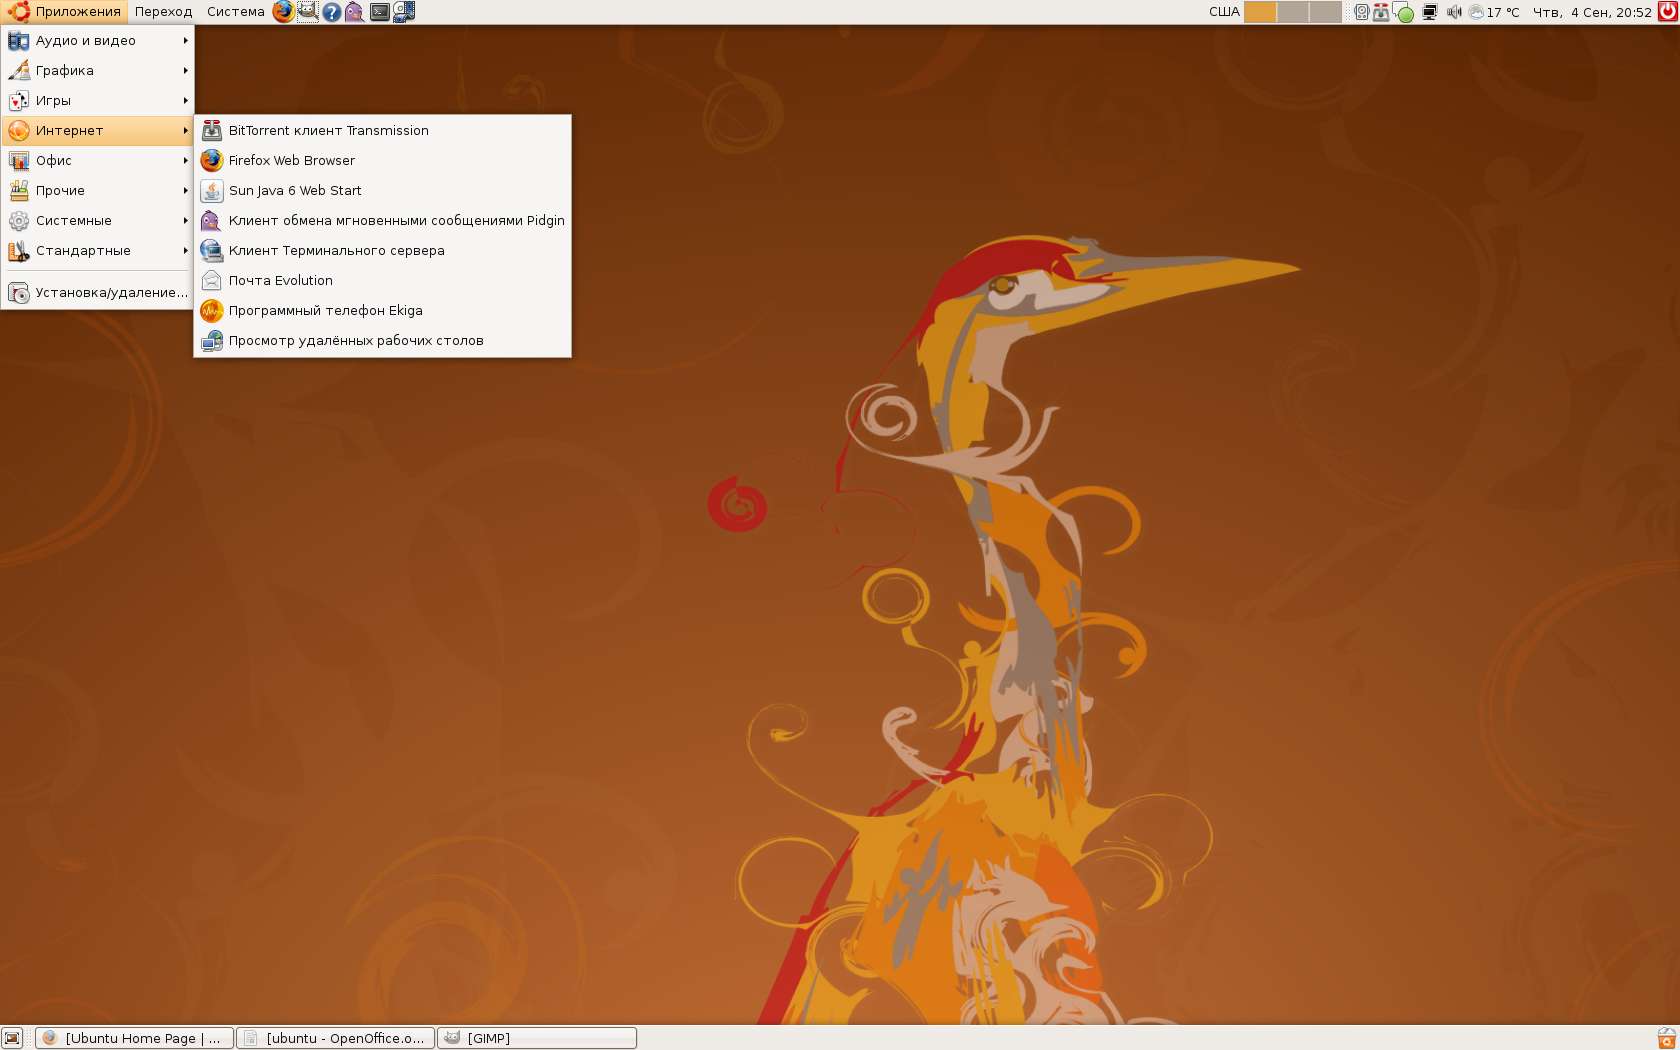 Приложения Переход Система США 17 °C Чтв, 4 Сен, 20:52
Аудио и видео
Графика
Игры
Интернет
Офис
Прочие
Системные
Стандартные
Установка/удаление...
BitTorrent клиент Transmission
Firefox Web Browser
Sun Java 6 Web Start
Клиент обмена мгновенными сообщениями Pidgin
Клиент Терминального сервера
Почта Evolution
Программный телефон Ekiga
Просмотр удалённых рабочих столов
[Ubuntu Home Page | ... [ubuntu - OpenOffice.o... [GIMP]